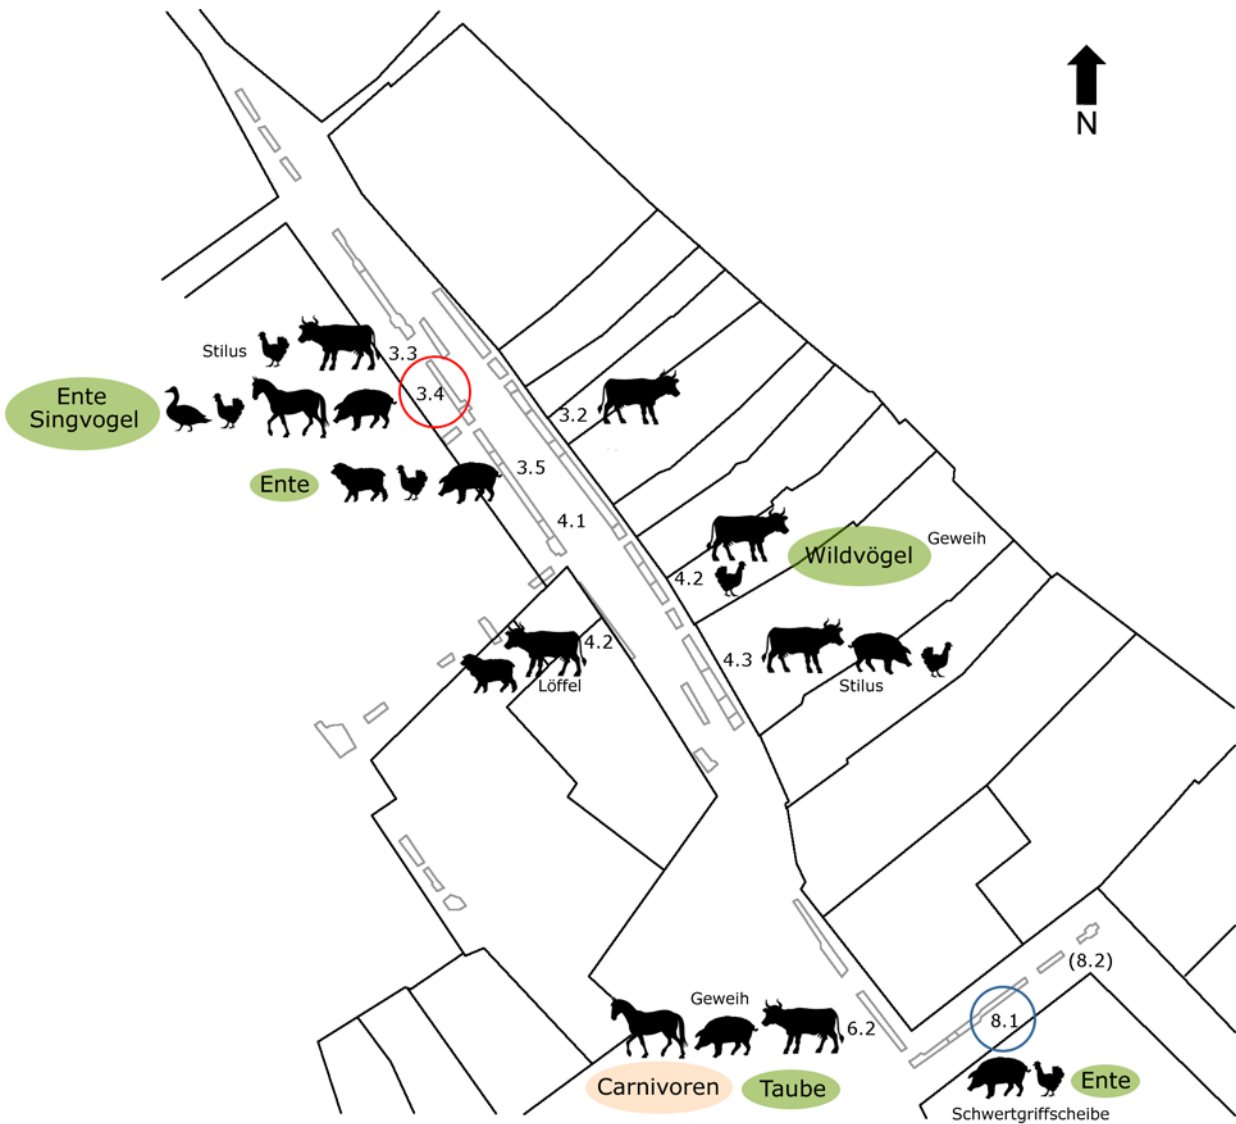 N
Stilus
3.3
Ente
Singvogel
3.4
3.2
Ente
3.5
4.1
4.2
Wildvögel
Geweih
4.2
Löffel
4.3
Stilus
(8.2)
Geweih
6.2
8.1
Carnivoren
Taube
Ente
Schwertgriffscheibe